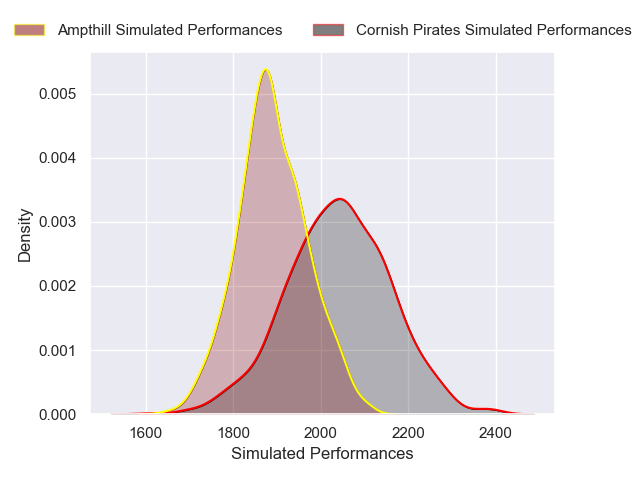 Ampthill Simulated Performances
Cornish Pirates Simulated Performances
0.005
0.004
0.003
0.002
0.001
0.000
Density
1600
1800
2000
2200
2400
Simulated Performances